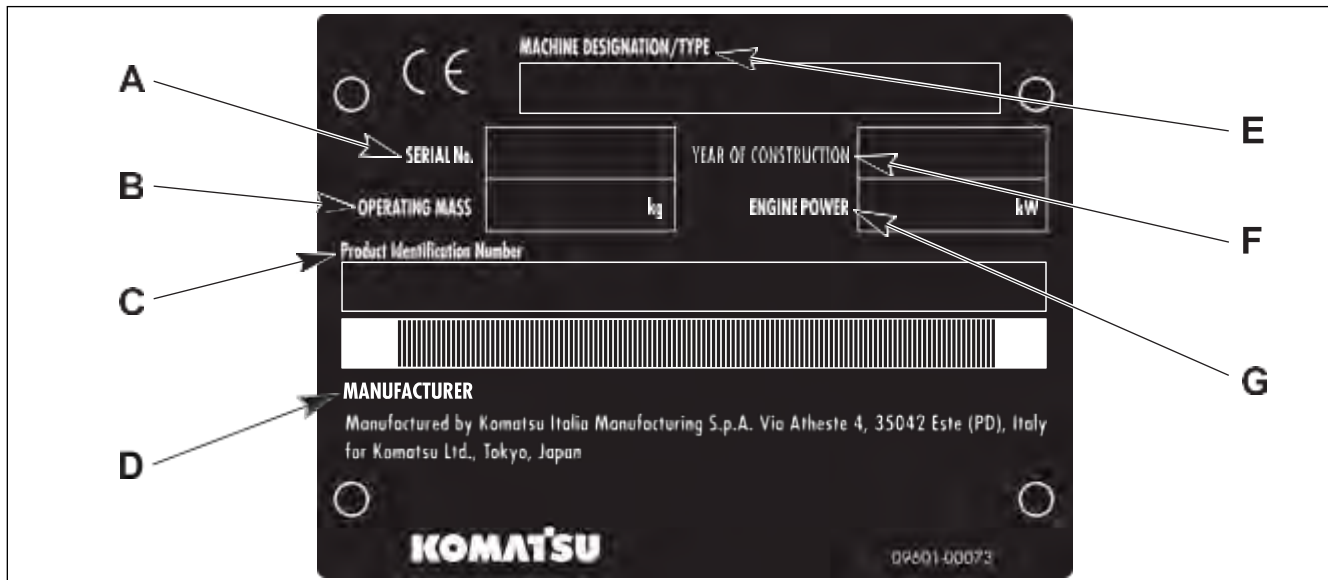 MACHINE DESIGNATION/TYPE
CE
A
SERIAL No.
YEAR OF CONSTRUCTION
E
B
OPERATING MASS kg
ENGINE POWER kW
F
Product Identification Number
C
G
MANUFACTURER
Manufactured by Komatsu Italia Manufacturing S.p.A. Via Atheste 4, 35042 Este (PD), Italy
for Komatsu Ltd., Tokyo, Japan
D
KOMATSU
09601-00073